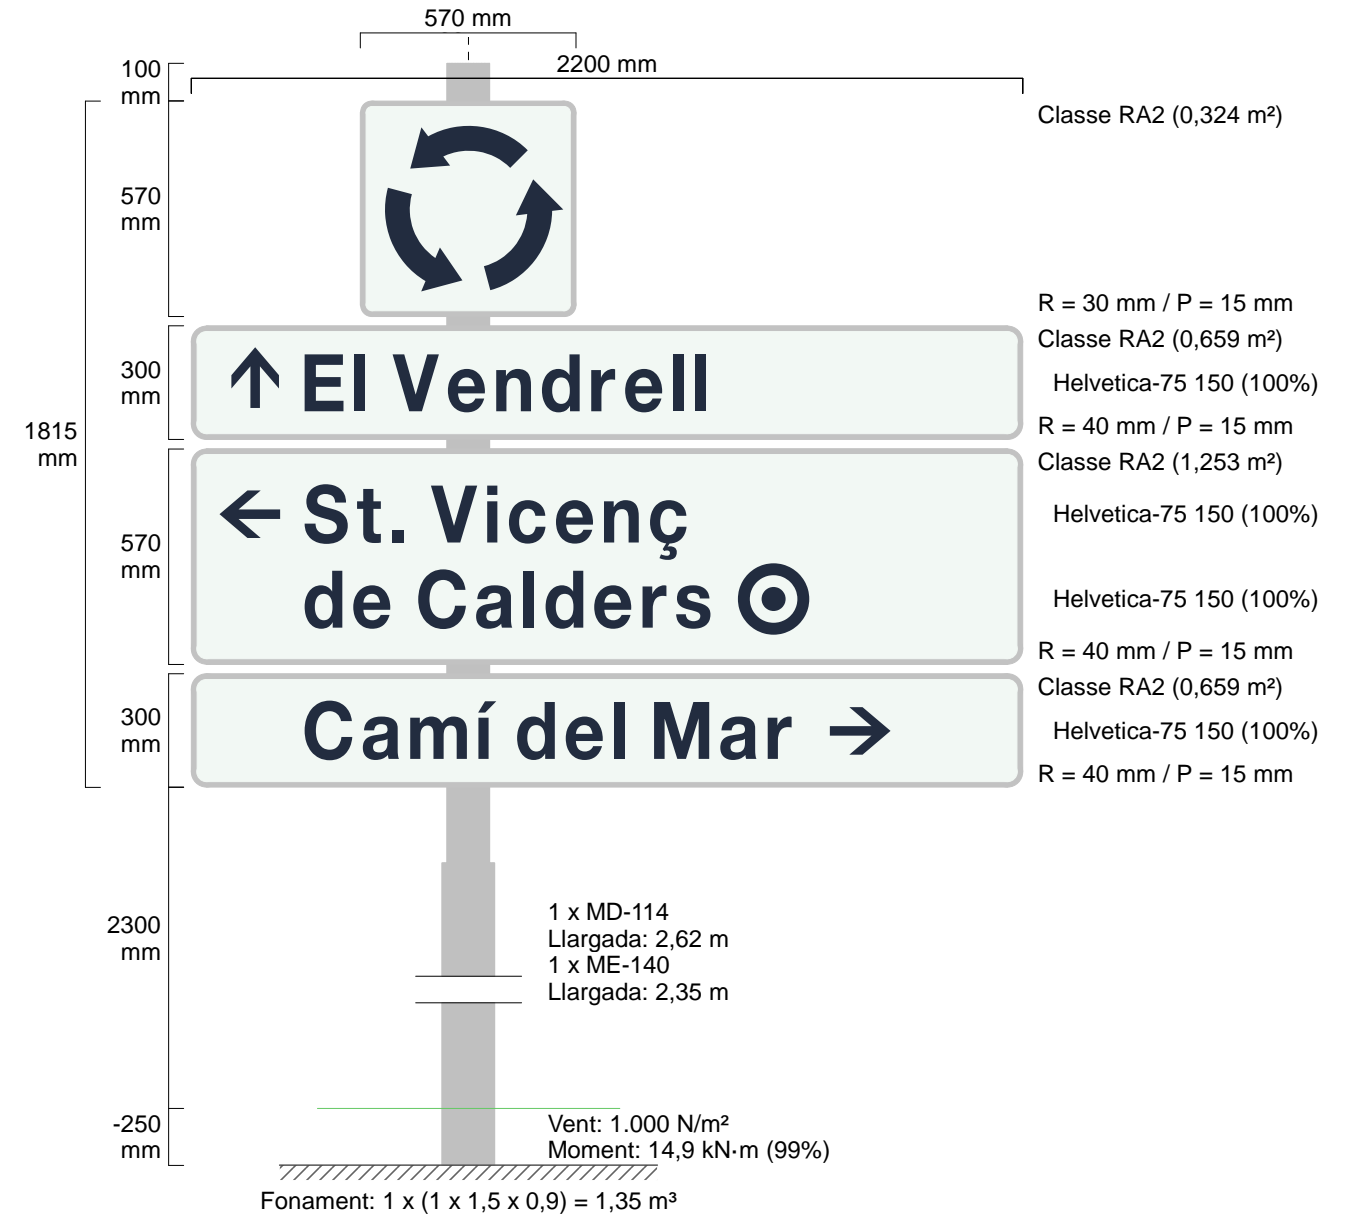 570 mm
2200 mm
100
mm
Classe RA2 (0,324 m²)
570
mm
R = 30 mm / P = 15 mm
Classe RA2 (0,659 m²)
300
mm
El Vendrell
Helvetica-75 150 (100%)
R = 40 mm / P = 15 mm
1815
mm
Classe RA2 (1,253 m²)
St. Vicenç
Helvetica-75 150 (100%)
570
mm
de Calders
Helvetica-75 150 (100%)
R = 40 mm / P = 15 mm
Classe RA2 (0,659 m²)
300
mm
Camí del Mar
Helvetica-75 150 (100%)
R = 40 mm / P = 15 mm
2300
mm
1 x MD-114
Llargada: 2,62 m
1 x ME-140
Llargada: 2,35 m
-250
mm
Vent: 1.000 N/m²
Moment: 14,9 kN·m (99%)
Fonament: 1 x (1 x 1,5 x 0,9) = 1,35 m³